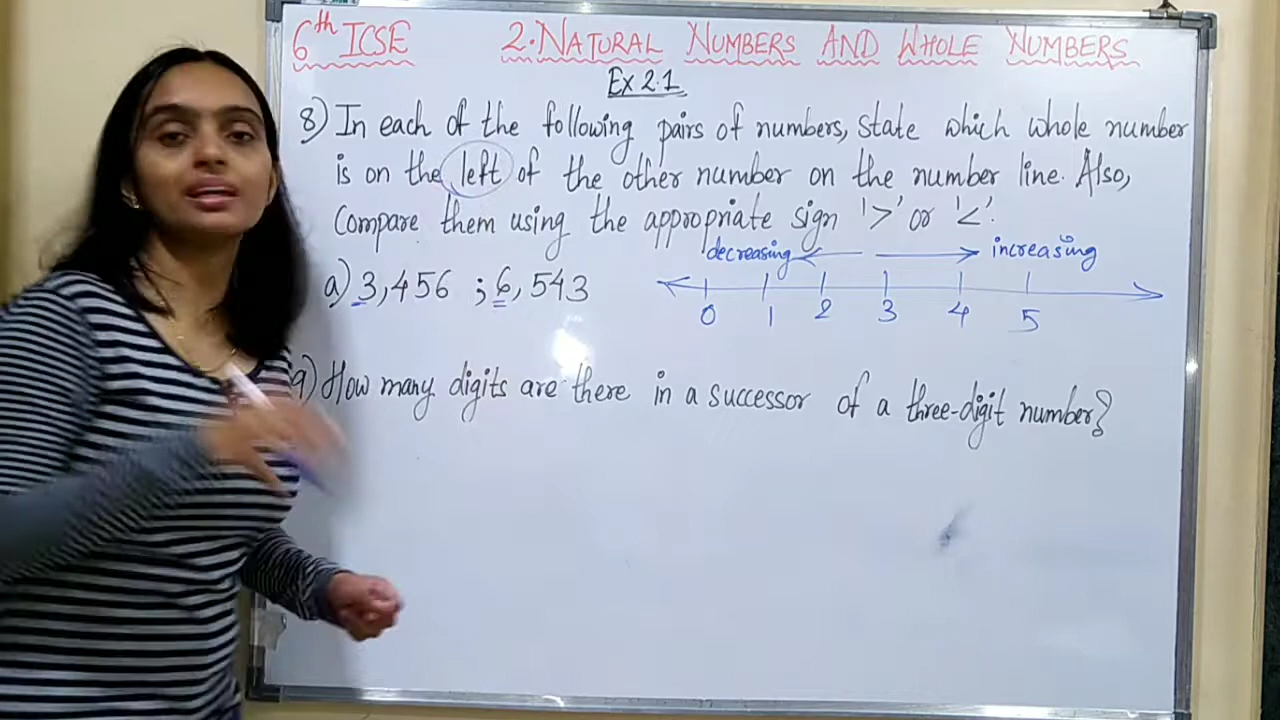 6th ICSE 2. NATURAL NUMBERS AND WHOLE NUMBERS
Ex 2.1
8) In each of the following pairs of numbers, state which whole number
is on the left of the other number on the number line. Also,
compare them using the appropriate sign '>' or '<'.
decreasing increasing
a) 3,456 ; 6,543
0 1 2 3 4 5
9) How many digits are there in a successor of a three-digit number?